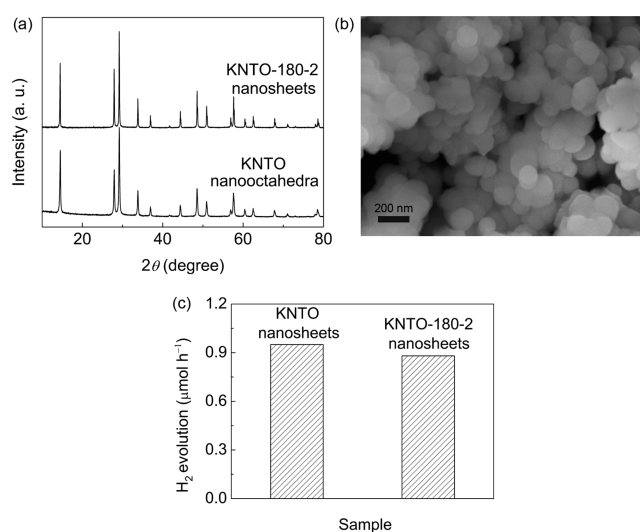 (a)
KNTO-180-2
nanosheets
KNTO
nanooctahedra
Intensity (a. u.)
20
40
60
80
2θ (degree)
(b)
200 nm
(c)
1.2
0.9
0.6
0.3
0.0
H₂ evolution (μmol h⁻¹)
KNTO
nanosheets
KNTO-180-2
nanosheets
Sample